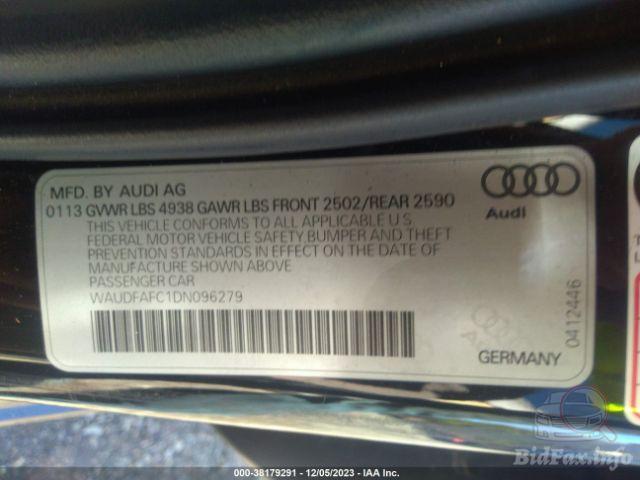 MFD. BY AUDI AG
0113 GVWR LBS 4938 GAWR LBS FRONT 2502/REAR 2590
THIS VEHICLE CONFORMS TO ALL APPLICABLE U.S.
FEDERAL MOTOR VEHICLE SAFETY BUMPER AND THEFT
PREVENTION STANDARDS IN EFFECT ON THE DATE OF
MANUFACTURE SHOWN ABOVE
PASSENGER CAR
WAUDFAFC1DN096279
Audi
0412446
GERMANY
BidFax.info
000-38179291 - 12/05/2023 - IAA Inc.